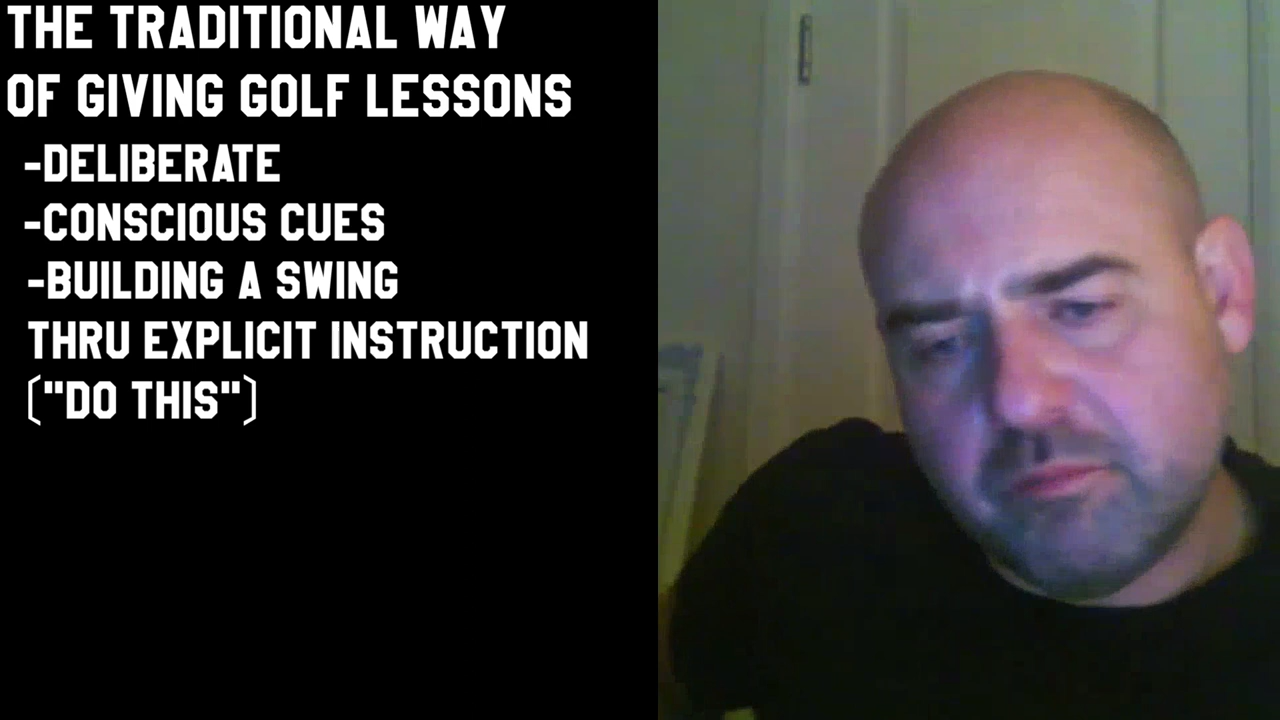 THE TRADITIONAL WAY
OF GIVING GOLF LESSONS
-DELIBERATE
-CONSCIOUS CUES
-BUILDING A SWING
THRU EXPLICIT INSTRUCTION
("DO THIS")